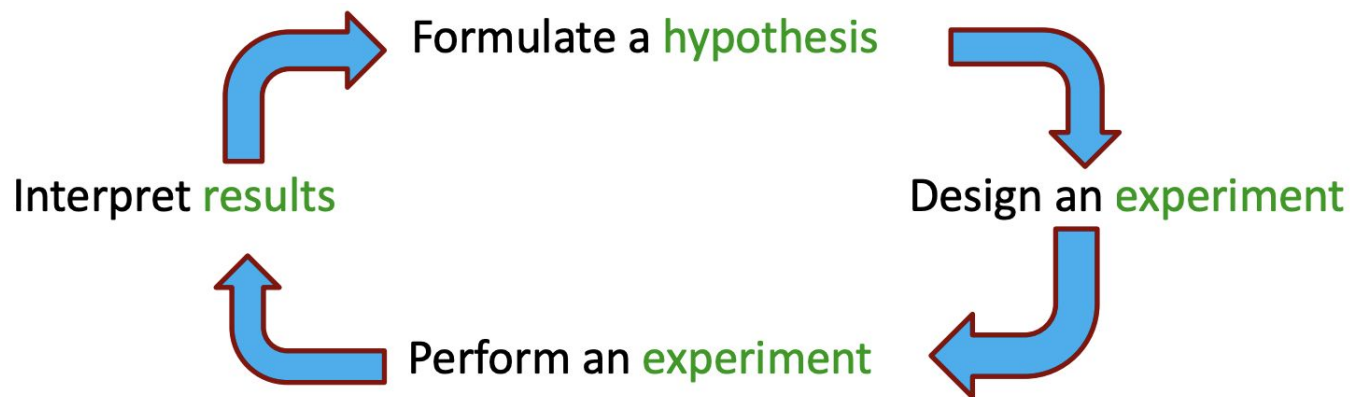 Formulate a hypothesis
Interpret results
Design an experiment
Perform an experiment